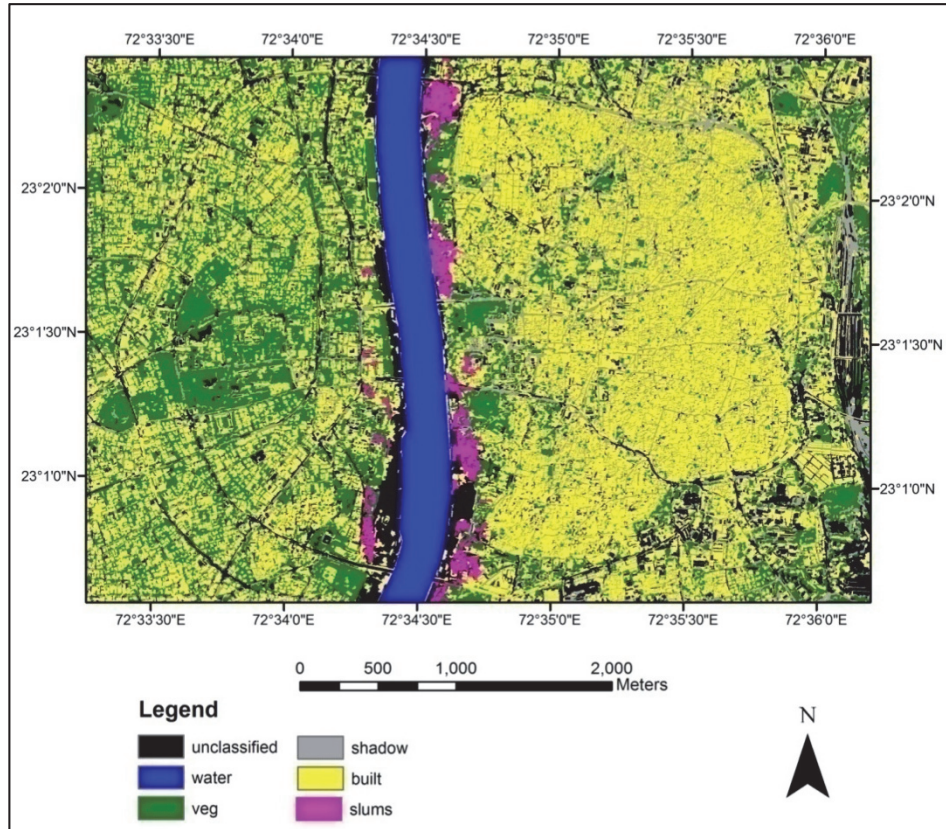 72°33'30"E 72°34'0"E 72°34'30"E 72°35'0"E 72°35'30"E 72°36'0"E
23°2'0"N
23°2'0"N
23°1'30"N
23°1'30"N
23°1'0"N
23°1'0"N
72°33'30"E 72°34'0"E 72°34'30"E 72°35'0"E 72°35'30"E 72°36'0"E
0 500 1,000 2,000
Meters
Legend
unclassified shadow
water built
veg slums
N